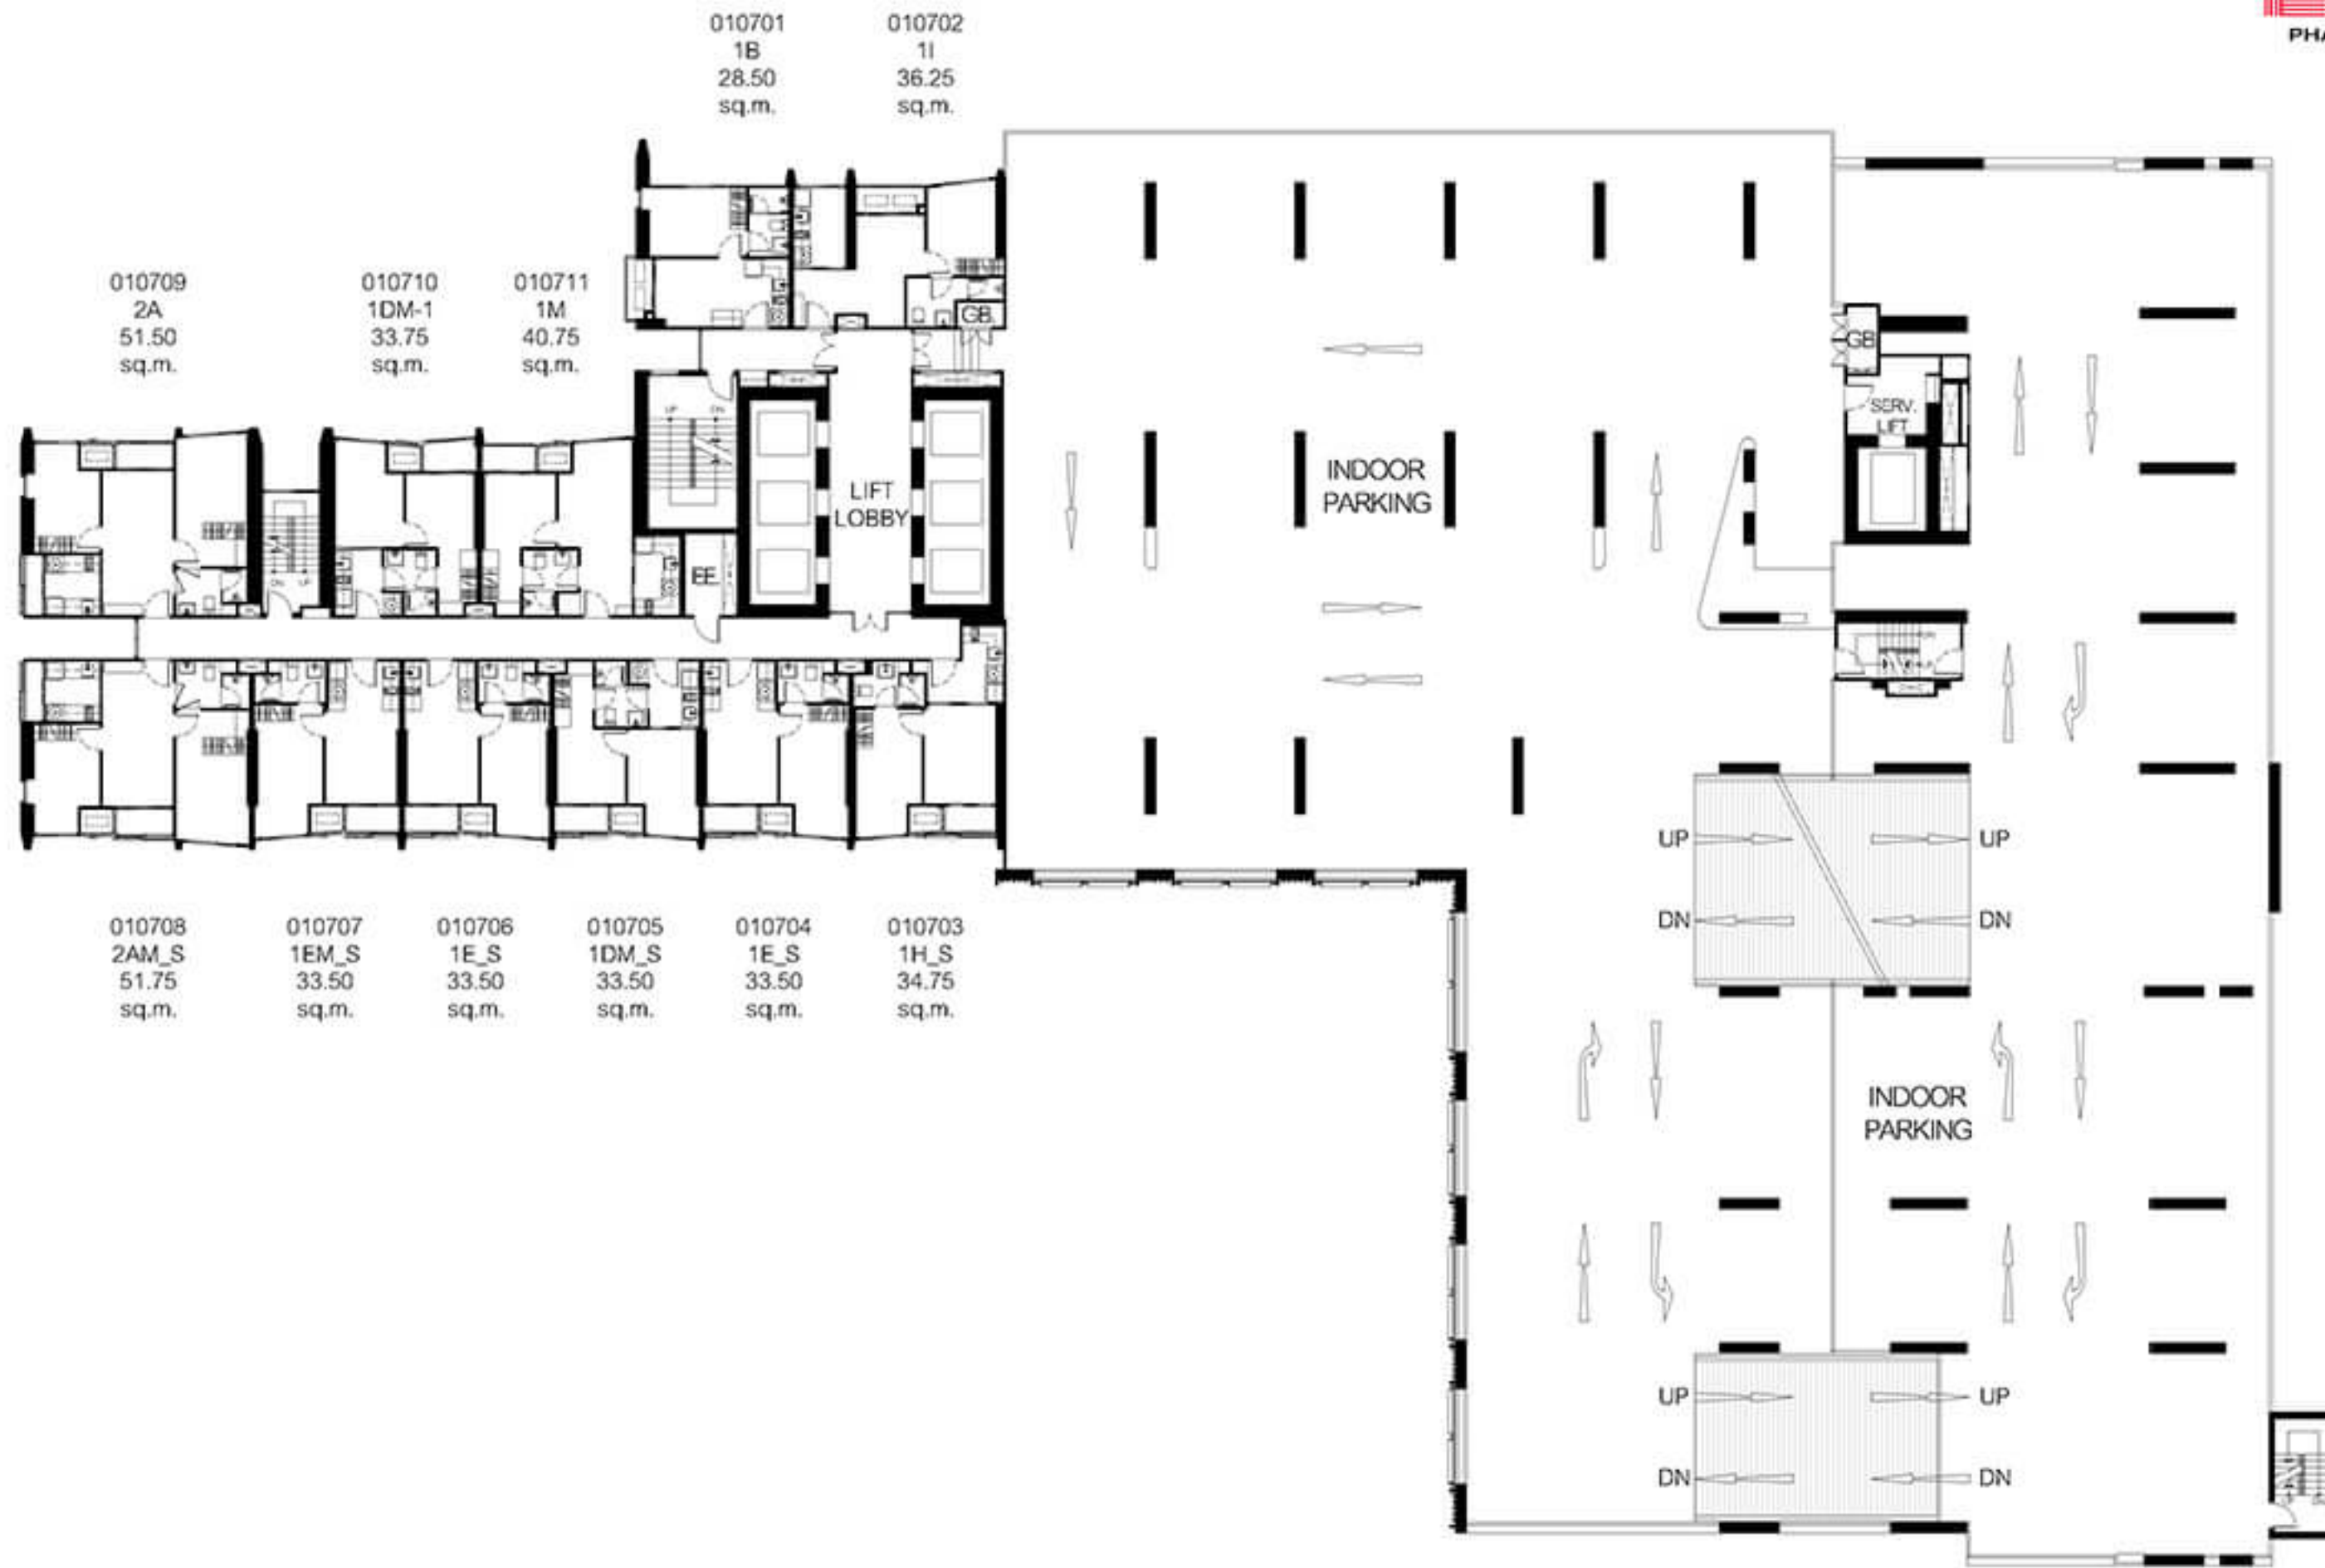 PHA
010701
1B
28.50
sq.m.
010702
1I
36.25
sq.m.
010709
2A
51.50
sq.m.
010710
1DM-1
33.75
sq.m.
010711
1M
40.75
sq.m.
GB.
GB
SERV.
LIFT
UP DN
LIFT
LOBBY
INDOOR
PARKING
EE
DN UP
UP
UP
DN
DN
010708
2AM_S
51.75
sq.m.
010707
1EM_S
33.50
sq.m.
010706
1E_S
33.50
sq.m.
010705
1DM_S
33.50
sq.m.
010704
1E_S
33.50
sq.m.
010703
1H_S
34.75
sq.m.
INDOOR
PARKING
UP
UP
DN
DN